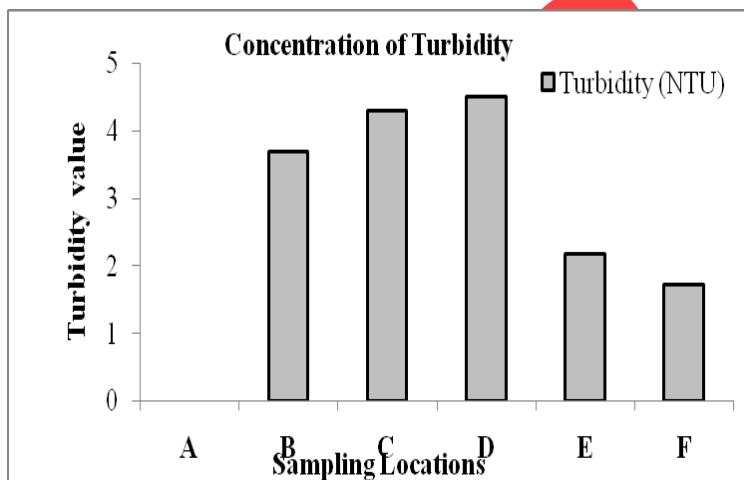 Concentration of Turbidity
Turbidity (NTU)
Turbidity value
5
4
3
2
1
0
A B C D E F
Sampling Locations